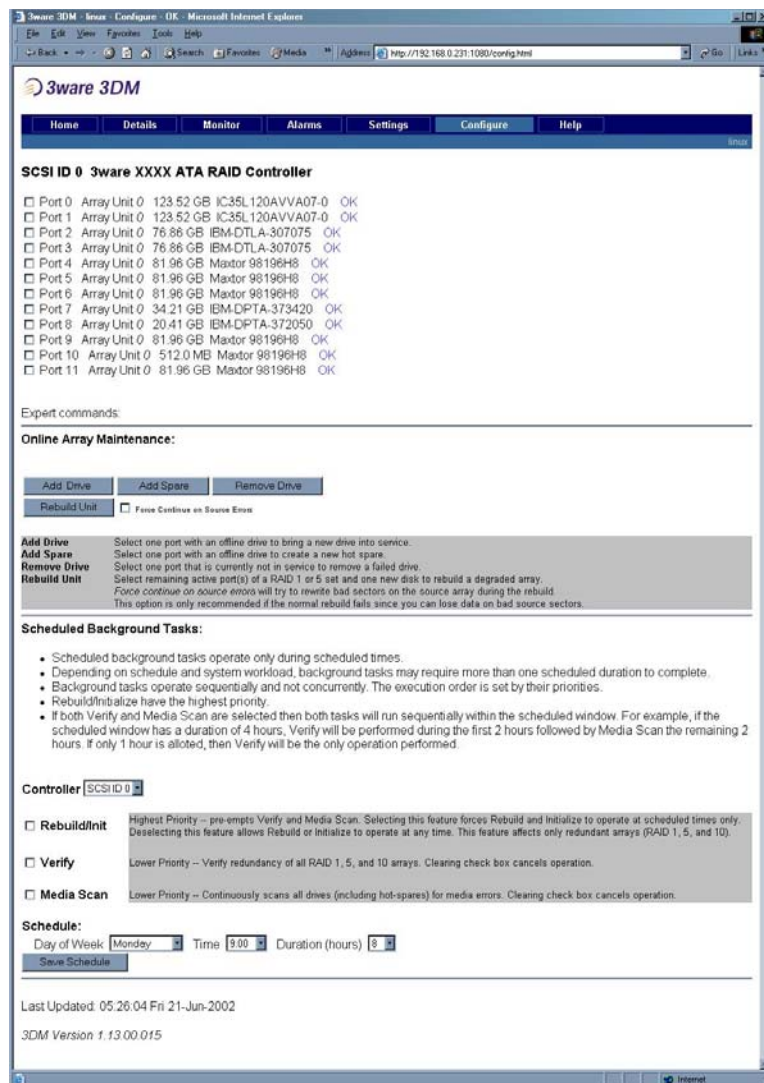 3ware 3DM - linux - Configure - OK - Microsoft Internet Explorer
File Edit View Favorites Tools Help
Back Search Favorites Media » Address http://192.168.0.231:1080/config.html Go Links »
3ware 3DM
Home Details Monitor Alarms Settings Configure Help
linux
SCSI ID 0 3ware XXXX ATA RAID Controller
Port 0 Array Unit 0 123.52 GB IC35L120AVVA07-0 OK
Port 1 Array Unit 0 123.52 GB IC35L120AVVA07-0 OK
Port 2 Array Unit 0 76.86 GB IBM-DTLA-307075 OK
Port 3 Array Unit 0 76.86 GB IBM-DTLA-307075 OK
Port 4 Array Unit 0 81.96 GB Maxtor 98196H8 OK
Port 5 Array Unit 0 81.96 GB Maxtor 98196H8 OK
Port 6 Array Unit 0 81.96 GB Maxtor 98196H8 OK
Port 7 Array Unit 0 34.21 GB IBM-DPTA-373420 OK
Port 8 Array Unit 0 20.41 GB IBM-DPTA-372050 OK
Port 9 Array Unit 0 81.96 GB Maxtor 98196H8 OK
Port 10 Array Unit 0 512.0 MB Maxtor 98196H8 OK
Port 11 Array Unit 0 81.96 GB Maxtor 98196H8 OK
Expert commands:
Online Array Maintenance:
Add Drive Add Spare Remove Drive
Rebuild Unit Force Continue on Source Errors
Add Drive Select one port with an offline drive to bring a new drive into service.
Add Spare Select one port with an offline drive to create a new hot spare.
Remove Drive Select one port that is currently not in service to remove a failed drive.
Rebuild Unit Select remaining active port(s) of a RAID 1 or 5 set and one new disk to rebuild a degraded array.
Force continue on source errors will try to rewrite bad sectors on the source array during the rebuild.
This option is only recommended if the normal rebuild fails since you can lose data on bad source sectors.
Scheduled Background Tasks:
• Scheduled background tasks operate only during scheduled times.
• Depending on schedule and system workload, background tasks may require more than one scheduled duration to complete.
• Background tasks operate sequentially and not concurrently. The execution order is set by their priorities.
• Rebuild/Initialize have the highest priority.
• If both Verify and Media Scan are selected then both tasks will run sequentially within the scheduled window. For example, if the
scheduled window has a duration of 4 hours, Verify will be performed during the first 2 hours followed by Media Scan the remaining 2
hours. If only 1 hour is alloted, then Verify will be the only operation performed.
Controller SCSI ID 0
Rebuild/Init Highest Priority -- pre-empts Verify and Media Scan. Selecting this feature forces Rebuild and Initialize to operate at scheduled times only.
Deselecting this feature allows Rebuild or Initialize to operate at any time. This feature affects only redundant arrays (RAID 1, 5, and 10).
Verify Lower Priority -- Verify redundancy of all RAID 1, 5, and 10 arrays. Clearing check box cancels operation.
Media Scan Lower Priority -- Continuously scans all drives (including hot-spares) for media errors. Clearing check box cancels operation.
Schedule:
Day of Week Monday Time 9:00 Duration (hours) 8
Save Schedule
Last Updated: 05:26:04 Fri 21-Jun-2002
3DM Version 1.13.00.015
Internet